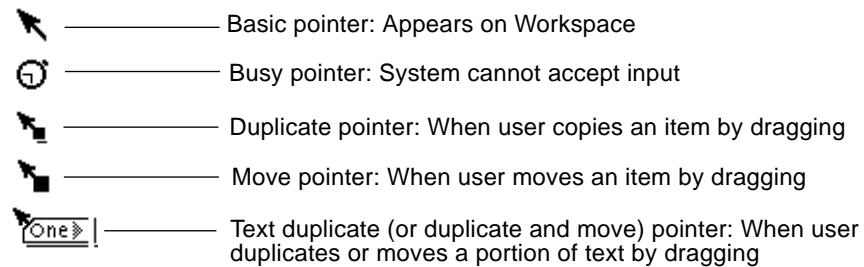 Basic pointer: Appears on Workspace
Busy pointer: System cannot accept input
Duplicate pointer: When user copies an item by dragging
Move pointer: When user moves an item by dragging
One
Text duplicate (or duplicate and move) pointer: When user
duplicates or moves a portion of text by dragging